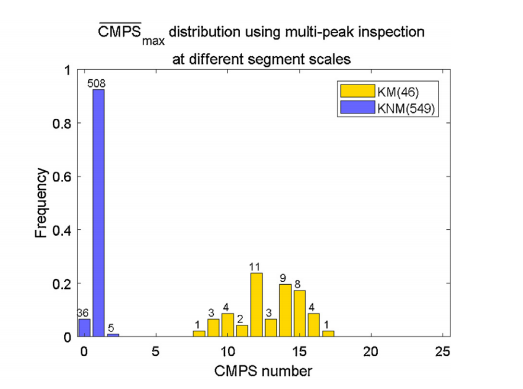 CMPS max distribution using multi-peak inspection
at different segment scales
1
0.8
0.6
0.4
0.2
0
Frequency
KM(46)
KNM(549)
508
36
5
1
3
4
2
11
3
9
8
4
1
0 5 10 15 20 25
CMPS number